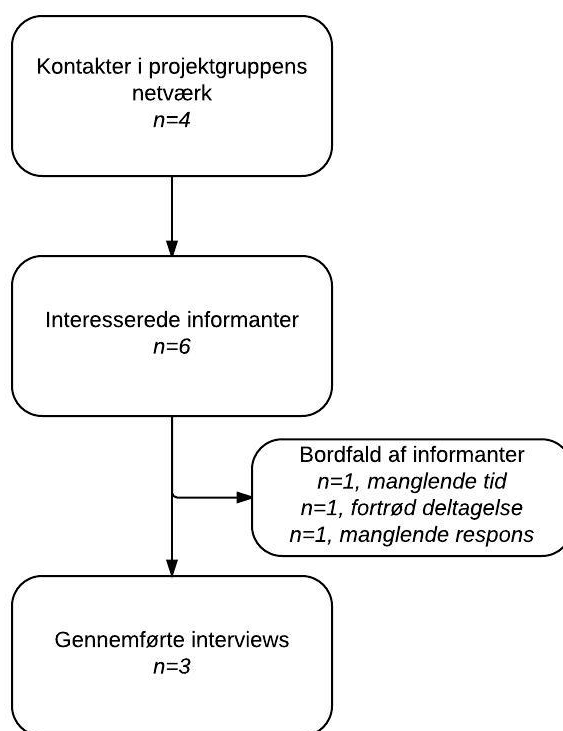 Kontakter i projektgruppens
netværk
n=4
Interesserede informanter
n=6
Bordfald af informanter
n=1, manglende tid
n=1, fortrød deltagelse
n=1, manglende respons
Gennemførte interviews
n=3